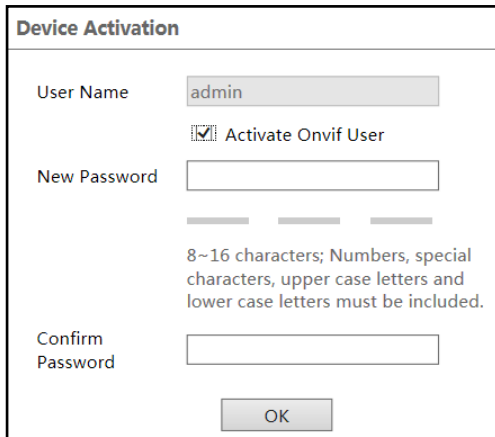 Device Activation
User Name admin
Activate Onvif User
New Password
8~16 characters; Numbers, special
characters, upper case letters and
lower case letters must be included.
Confirm
Password
OK